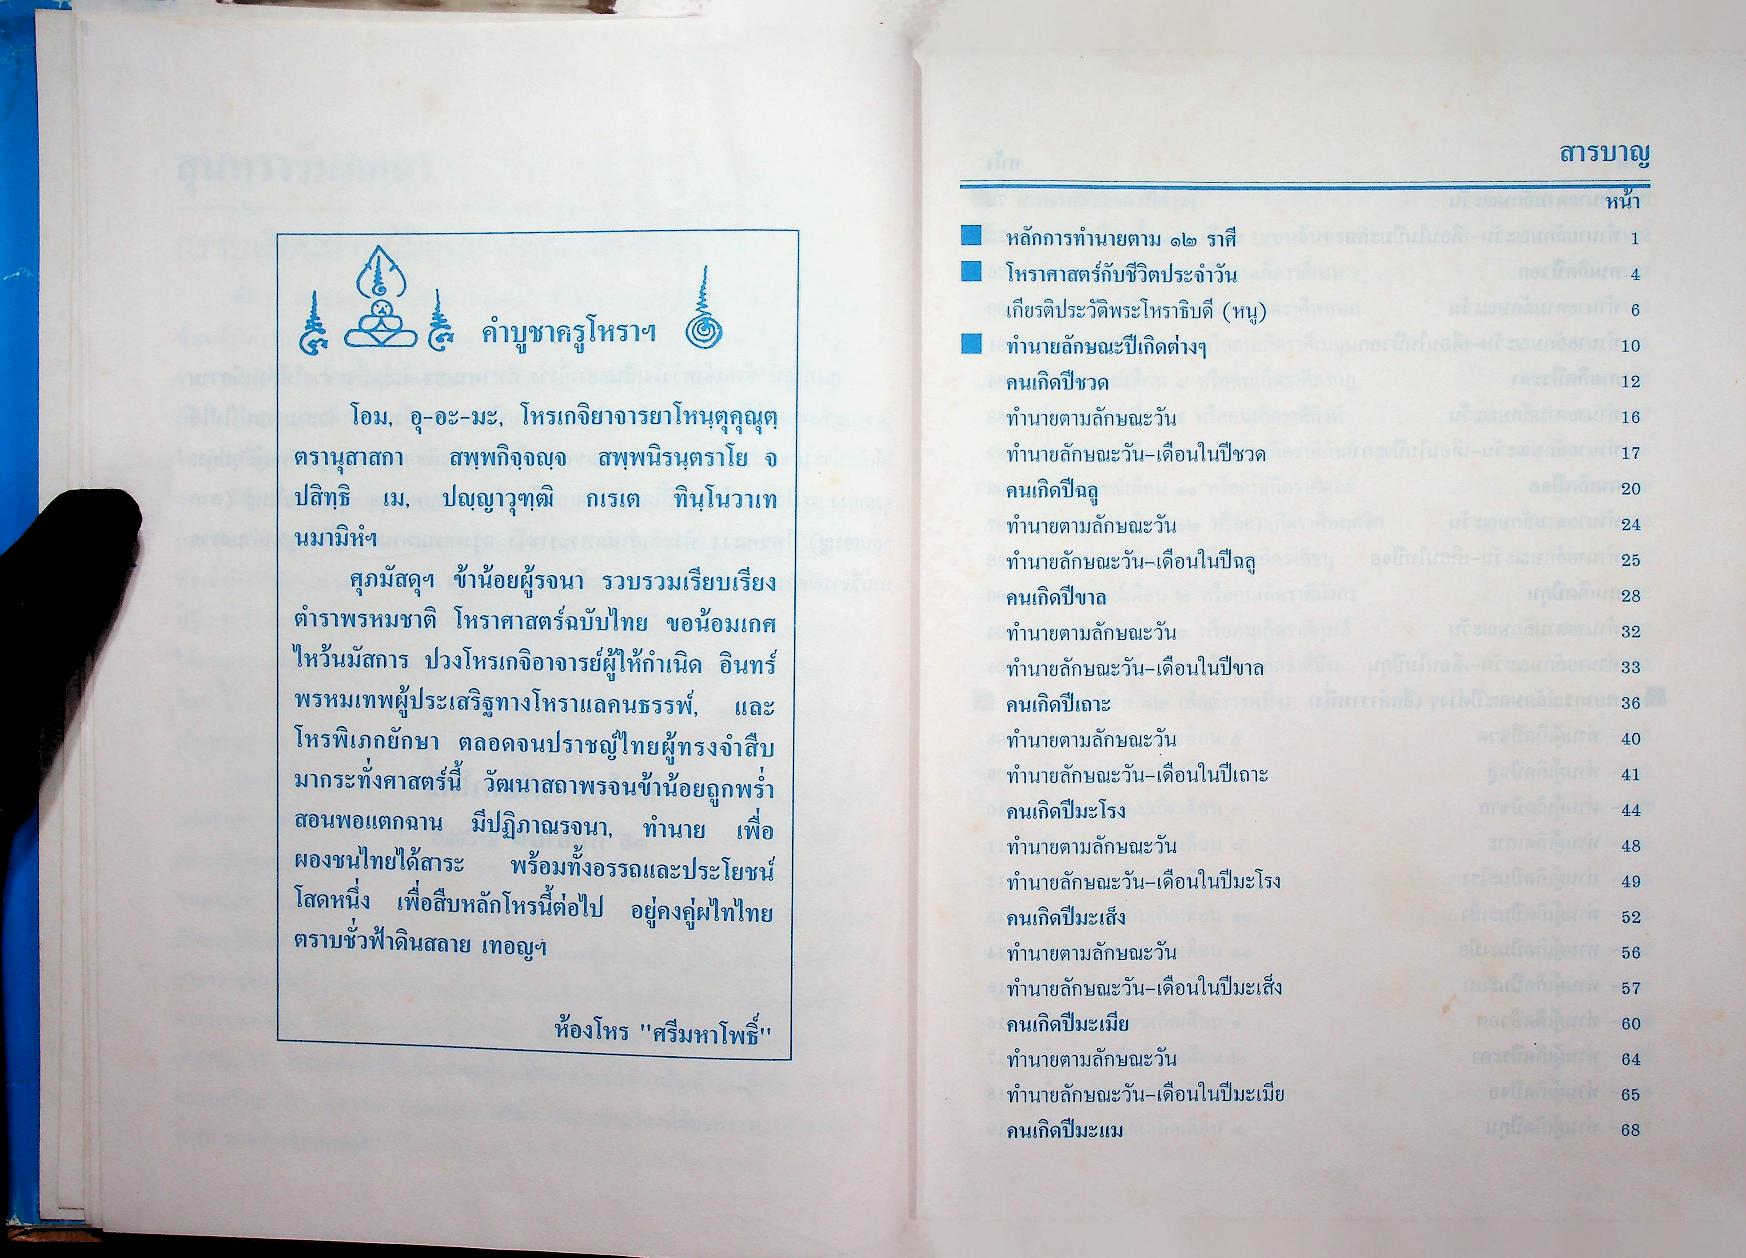 คำบูชาครูโหราฯ
โอม, อุ-อะ-มะ, โหรเกจิยาจารยาโหนฺตุคุณฺต
ตรานุสาสกา สพฺพกิจฺจญฺจ สพฺพนิรนฺตราโย จ
ปสิทฺธิ เม, ปญฺญาวุฑฺฒิ กเรเต ทินฺโนวาเท
นมามิหํฯ
ศุภมัสดุฯ ข้าน้อยผู้รจนา รวบรวมเรียบเรียง
ตำราพรหมชาติ โหราศาสตร์ฉบับไทย ขอน้อมเกศ
ไหว้นมัสการ ปวงโหรเกจิอาจารย์ผู้ให้กำเนิด อินทร์
พรหมเทพผู้ประเสริฐทางโหราแลคนธรรพ์, และ
โหรพิเภกยักษา ตลอดจนปราชญ์ไทยผู้ทรงจำสืบ
มากระทั่งศาสตร์นี้ วัฒนาสถาพรจนข้าน้อยถูกพร่ำ
สอนพอแตกฉาน มีปฏิภาณรจนา, ทำนาย เพื่อ
ผองชนไทยได้สาระ พร้อมทั้งอรรถและประโยชน์
โสดหนึ่ง เพื่อสืบหลักโหรนี้ต่อไป อยู่คงคู่ผไทไทย
ตราบชั่วฟ้าดินสลาย เทอญฯ
ห้องโหร "ศรีมหาโพธิ์"
สารบาญ
หน้า
หลักการทำนายตาม ๑๒ ราศี 1
โหราศาสตร์กับชีวิตประจำวัน 4
เกียรติประวัติพระโหราธิบดี (หนู) 6
ทำนายลักษณะปีเกิดต่างๆ 10
คนเกิดปีชวด 12
ทำนายตามลักษณะวัน 16
ทำนายลักษณะวัน-เดือนในปีชวด 17
คนเกิดปีฉลู 20
ทำนายตามลักษณะวัน 24
ทำนายลักษณะวัน-เดือนในปีฉลู 25
คนเกิดปีขาล 28
ทำนายตามลักษณะวัน 32
ทำนายลักษณะวัน-เดือนในปีขาล 33
คนเกิดปีเถาะ 36
ทำนายตามลักษณะวัน 40
ทำนายลักษณะวัน-เดือนในปีเถาะ 41
คนเกิดปีมะโรง 44
ทำนายตามลักษณะวัน 48
ทำนายลักษณะวัน-เดือนในปีมะโรง 49
คนเกิดปีมะเส็ง 52
ทำนายตามลักษณะวัน 56
ทำนายลักษณะวัน-เดือนในปีมะเส็ง 57
คนเกิดปีมะเมีย 60
ทำนายตามลักษณะวัน 64
ทำนายลักษณะวัน-เดือนในปีมะเมีย 65
คนเกิดปีมะแม 68